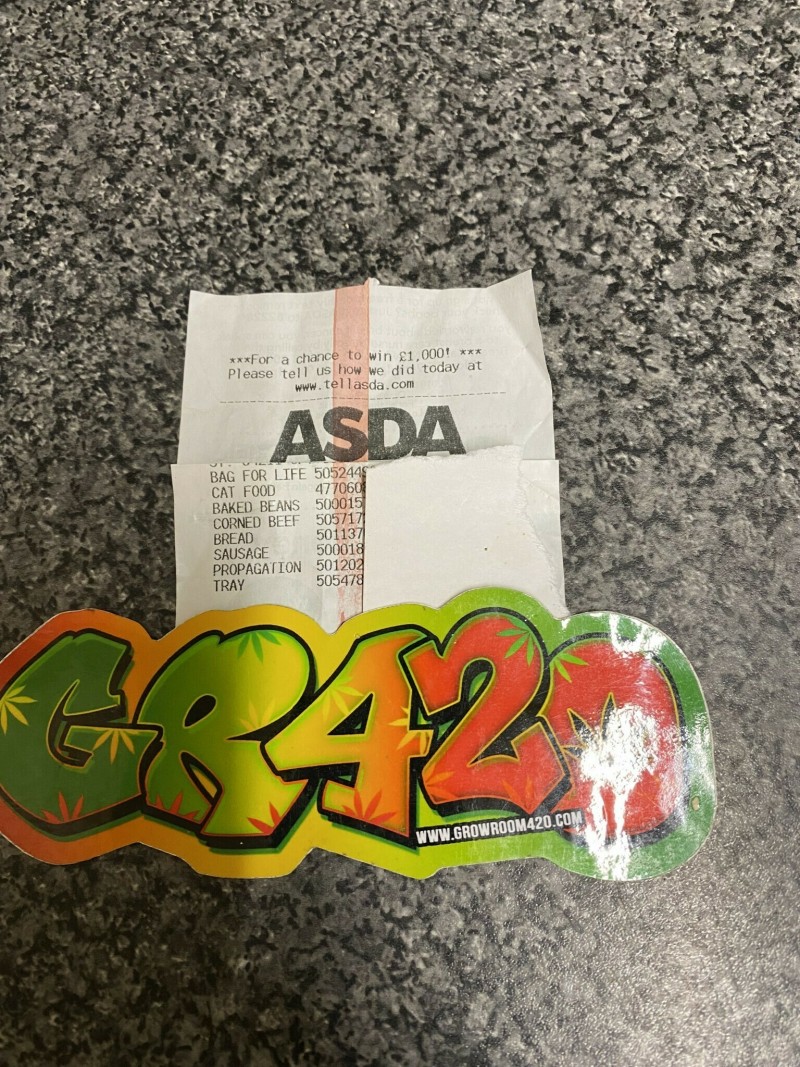 ***For a chance to win £1,000! ***
Please tell us how we did today at
www.tellasda.com
ASDA
BAG FOR LIFE 5052449
CAT FOOD 477060
BAKED BEANS 500015
CORNED BEEF 505717
BREAD 501137
SAUSAGE 500018
PROPAGATION 501202
TRAY 505478
GR420
WWW.GROWROOM420.COM